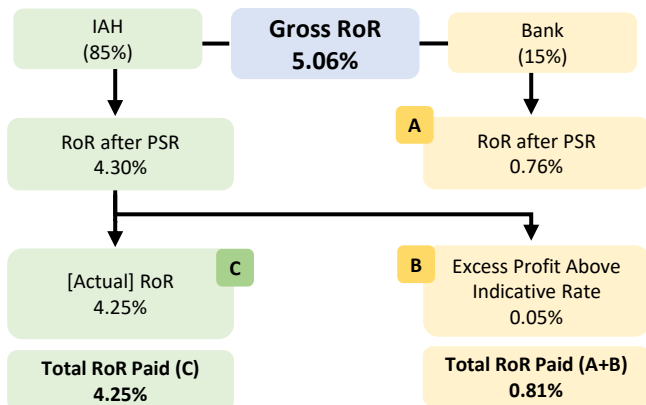 IAH
(85%)
Gross RoR
5.06%
Bank
(15%)
RoR after PSR
4.30%
A
RoR after PSR
0.76%
[Actual] RoR
4.25%
C
B
Excess Profit Above
Indicative Rate
0.05%
Total RoR Paid (C)
4.25%
Total RoR Paid (A+B)
0.81%